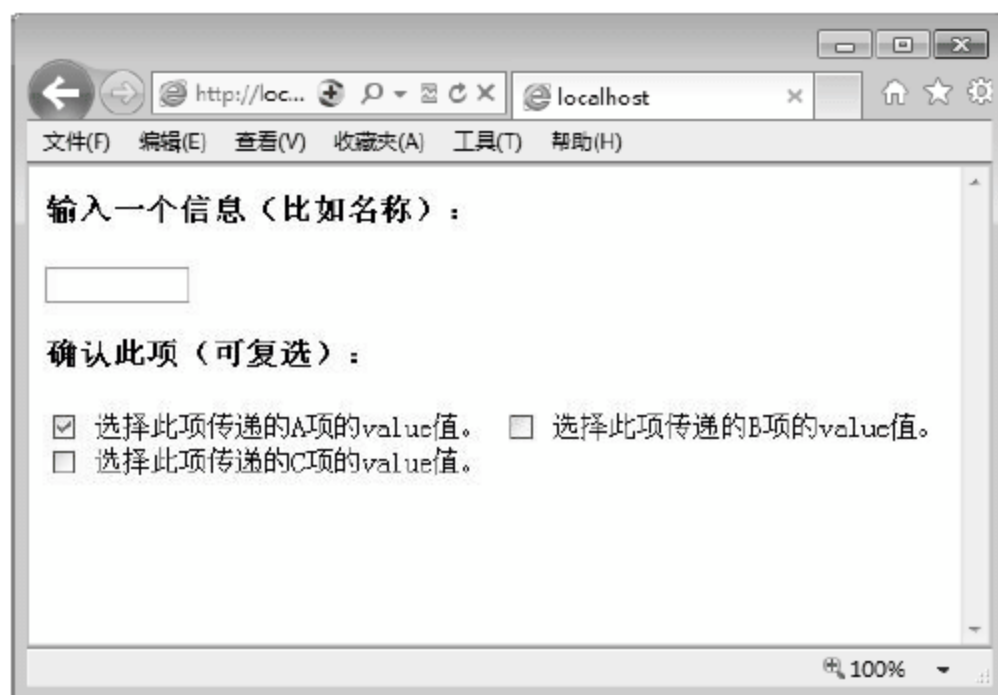 http://loc...
localhost
文件(F) 编辑(E) 查看(V) 收藏夹(A) 工具(T) 帮助(H)
输入一个信息（比如名称）：
确认此项（可复选）：
选择此项传递的A项的value值。 选择此项传递的B项的value值。
选择此项传递的C项的value值。
100%